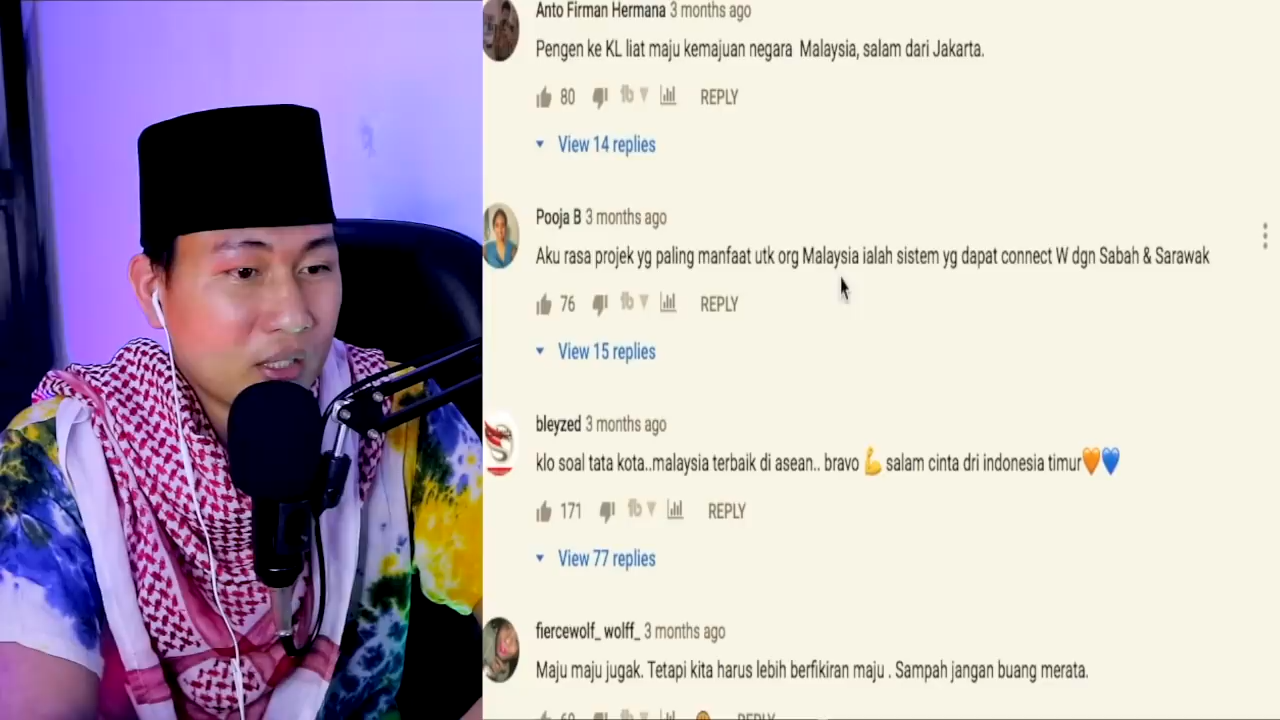 Anto Firman Hermana 3 months ago
Pengen ke KL liat maju kemajuan negara Malaysia, salam dari Jakarta.
80 REPLY
View 14 replies
Pooja B 3 months ago
Aku rasa projek yg paling manfaat utk org Malaysia ialah sistem yg dapat connect W dgn Sabah & Sarawak
76 REPLY
View 15 replies
bleyzed 3 months ago
klo soal tata kota..malaysia terbaik di asean.. bravo 💪 salam cinta dri indonesia timur🧡💙
171 REPLY
View 77 replies
fiercewolf_ wolff_ 3 months ago
Maju maju jugak. Tetapi kita harus lebih berfikiran maju . Sampah jangan buang merata.
REPLY